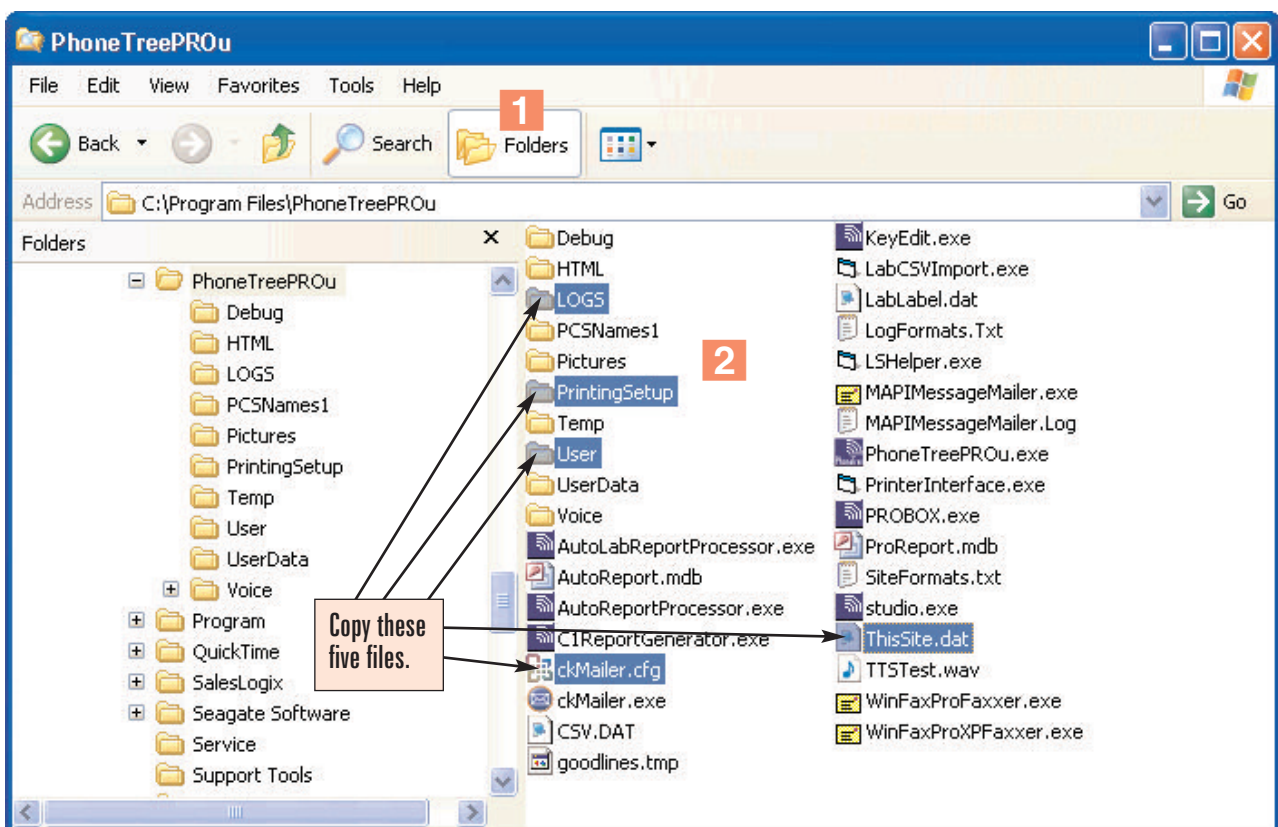 PhoneTreePROu
File Edit View Favorites Tools Help
1
Back Search Folders
Address C:\Program Files\PhoneTreePROu Go
Folders
PhoneTreePROu
Debug
HTML
LOGS
PCSNames1
Pictures
PrintingSetup
Temp
User
UserData
Voice
Program
QuickTime
SalesLogix
Seagate Software
Service
Support Tools
Copy these
five files.
2
Debug
HTML
LOGS
PCSNames1
Pictures
PrintingSetup
Temp
User
UserData
Voice
AutoLabReportProcessor.exe
AutoReport.mdb
AutoReportProcessor.exe
C1ReportGenerator.exe
ckMailer.cfg
ckMailer.exe
CSV.DAT
goodlines.tmp
KeyEdit.exe
LabCSVImport.exe
LabLabel.dat
LogFormats.Txt
LSHelper.exe
MAPIMessageMailer.exe
MAPIMessageMailer.Log
PhoneTreePROu.exe
PrinterInterface.exe
PROBOX.exe
ProReport.mdb
SiteFormats.txt
studio.exe
ThisSite.dat
TTSTest.wav
WinFaxProFaxxer.exe
WinFaxProXPFaxxer.exe